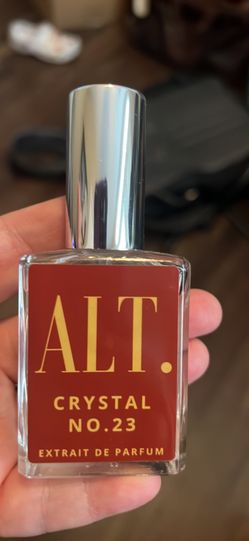 ALT.
CRYSTAL
NO.23
EXTRAIT DE PARFUM